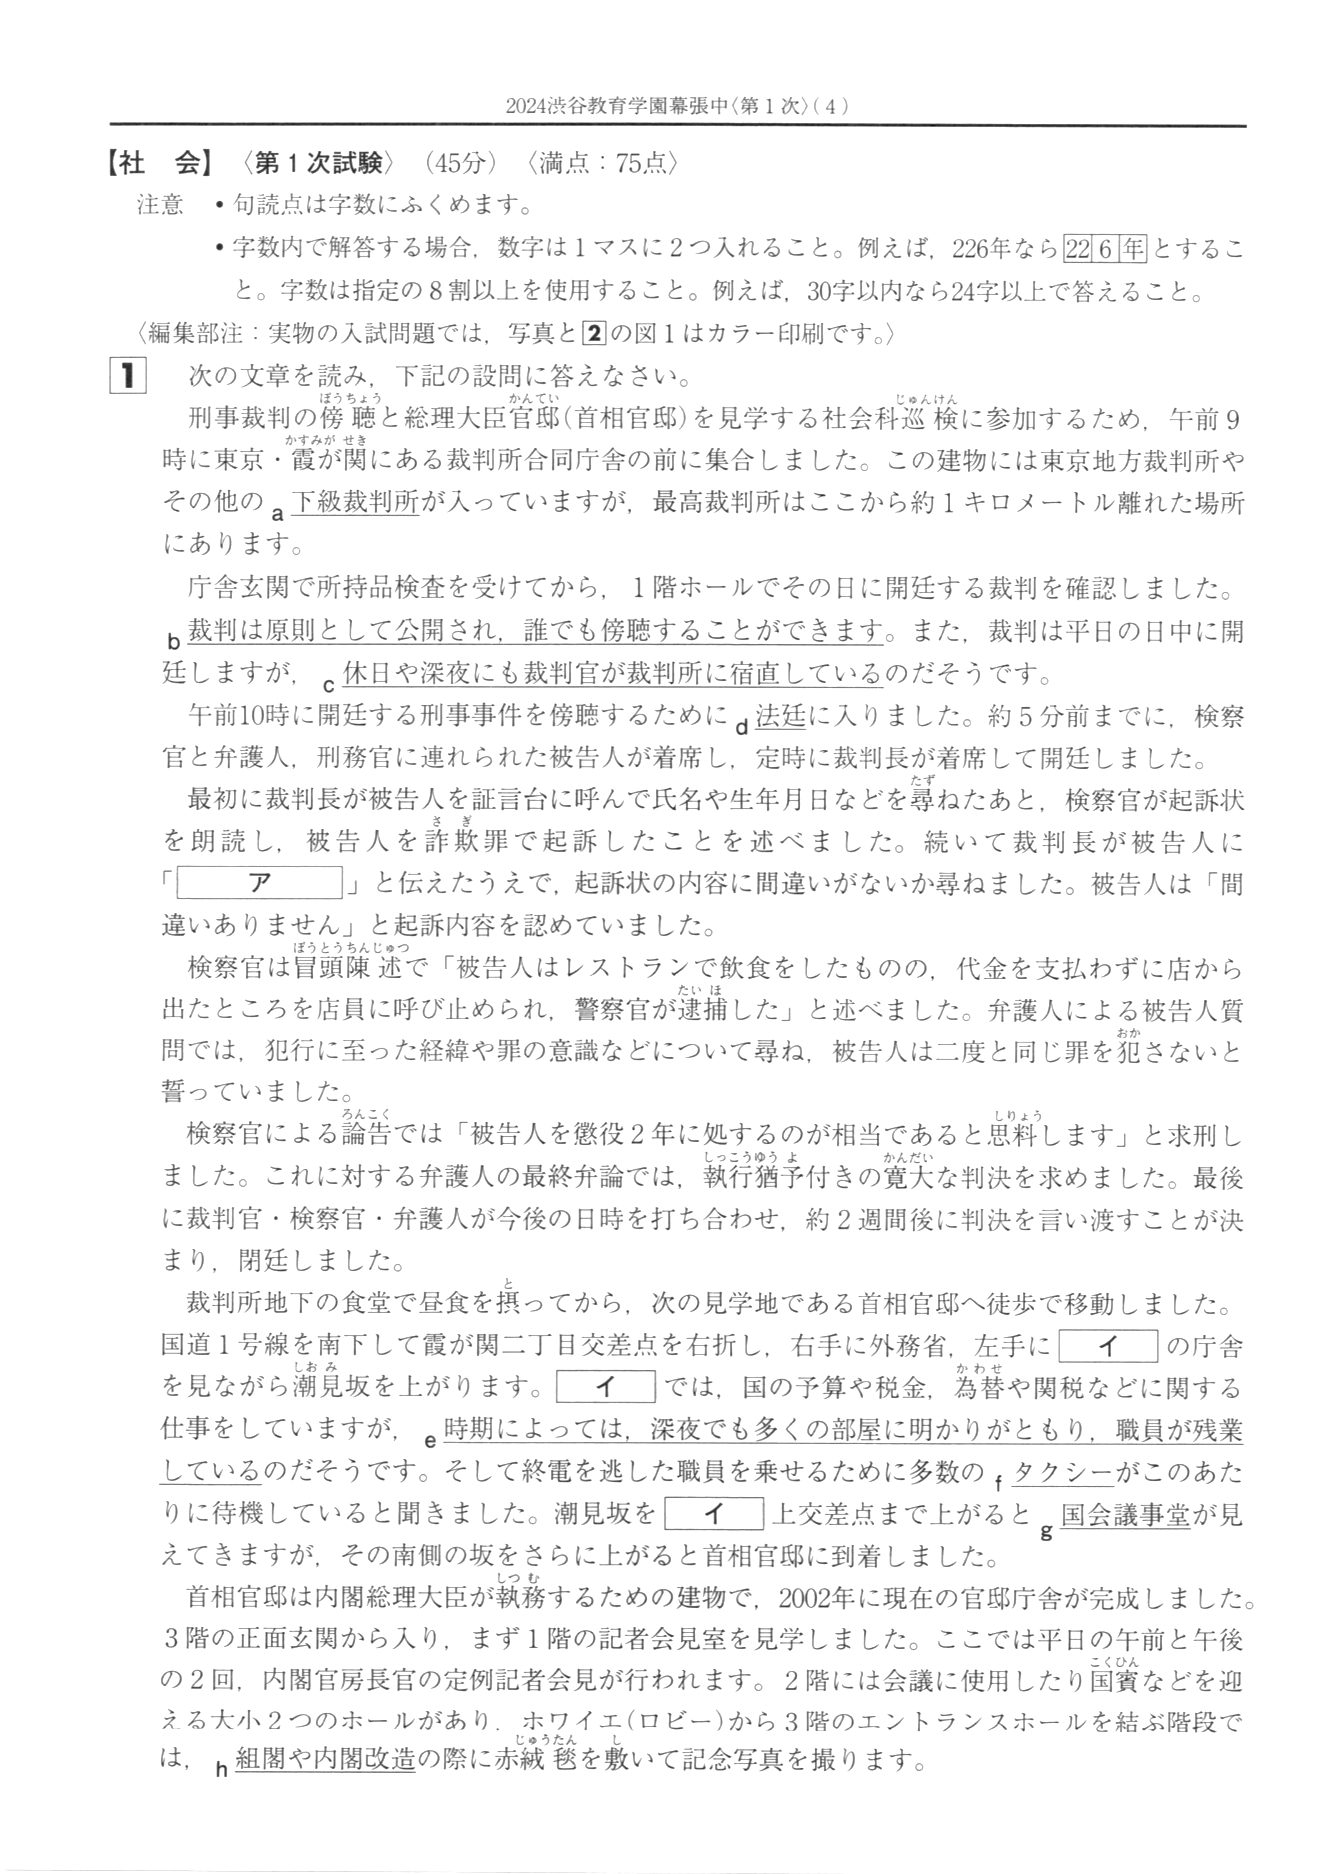 2024渋谷教育学園幕張中〈第1次〉(4)
【社 会】〈第1次試験〉(45分)〈満点:75点〉
注意 •句読点は字数にふくめます。
•字数内で解答する場合，数字は1マスに2つ入れること。例えば，226年なら22 6 年とするこ
と。字数は指定の8割以上を使用すること。例えば，30字以内なら24字以上で答えること。
〈編集部注：実物の入試問題では，写真と2の図1はカラー印刷です。〉
1 次の文章を読み，下記の設問に答えなさい。
刑事裁判の傍聴と総理大臣官邸(首相官邸)を見学する社会科巡検に参加するため，午前9
時に東京・霞が関にある裁判所合同庁舎の前に集合しました。この建物には東京地方裁判所や
その他の a 下級裁判所が入っていますが，最高裁判所はここから約1キロメートル離れた場所
にあります。
庁舎玄関で所持品検査を受けてから，1階ホールでその日に開廷する裁判を確認しました。
b 裁判は原則として公開され，誰でも傍聴することができます。また，裁判は平日の日中に開
廷しますが， c 休日や深夜にも裁判官が裁判所に宿直しているのだそうです。
午前10時に開廷する刑事事件を傍聴するために d 法廷に入りました。約5分前までに，検察
官と弁護人，刑務官に連れられた被告人が着席し，定時に裁判長が着席して開廷しました。
最初に裁判長が被告人を証言台に呼んで氏名や生年月日などを尋ねたあと，検察官が起訴状
を朗読し，被告人を詐欺罪で起訴したことを述べました。続いて裁判長が被告人に
「 ア 」と伝えたうえで，起訴状の内容に間違いがないか尋ねました。被告人は「間
違いありません」と起訴内容を認めていました。
検察官は冒頭陳述で「被告人はレストランで飲食をしたものの，代金を支払わずに店から
出たところを店員に呼び止められ，警察官が逮捕した」と述べました。弁護人による被告人質
問では，犯行に至った経緯や罪の意識などについて尋ね，被告人は二度と同じ罪を犯さないと
誓っていました。
検察官による論告では「被告人を懲役2年に処するのが相当であると思料します」と求刑し
ました。これに対する弁護人の最終弁論では，執行猶予付きの寛大な判決を求めました。最後
に裁判官・検察官・弁護人が今後の日時を打ち合わせ，約2週間後に判決を言い渡すことが決
まり，閉廷しました。
裁判所地下の食堂で昼食を摂ってから，次の見学地である首相官邸へ徒歩で移動しました。
国道1号線を南下して霞が関二丁目交差点を右折し，右手に外務省，左手に イ の庁舎
を見ながら潮見坂を上がります。 イ では，国の予算や税金，為替や関税などに関する
仕事をしていますが， e 時期によっては，深夜でも多くの部屋に明かりがともり，職員が残業
しているのだそうです。そして終電を逃した職員を乗せるために多数の f タクシーがこのあた
りに待機していると聞きました。潮見坂を イ 上交差点まで上がると g 国会議事堂が見
えてきますが，その南側の坂をさらに上がると首相官邸に到着しました。
首相官邸は内閣総理大臣が執務するための建物で，2002年に現在の官邸庁舎が完成しました。
3階の正面玄関から入り，まず1階の記者会見室を見学しました。ここでは平日の午前と午後
の2回，内閣官房長官の定例記者会見が行われます。2階には会議に使用したり国賓などを迎
える大小2つのホールがあり，ホワイエ(ロビー)から3階のエントランスホールを結ぶ階段で
は， h 組閣や内閣改造の際に赤絨毯を敷いて記念写真を撮ります。